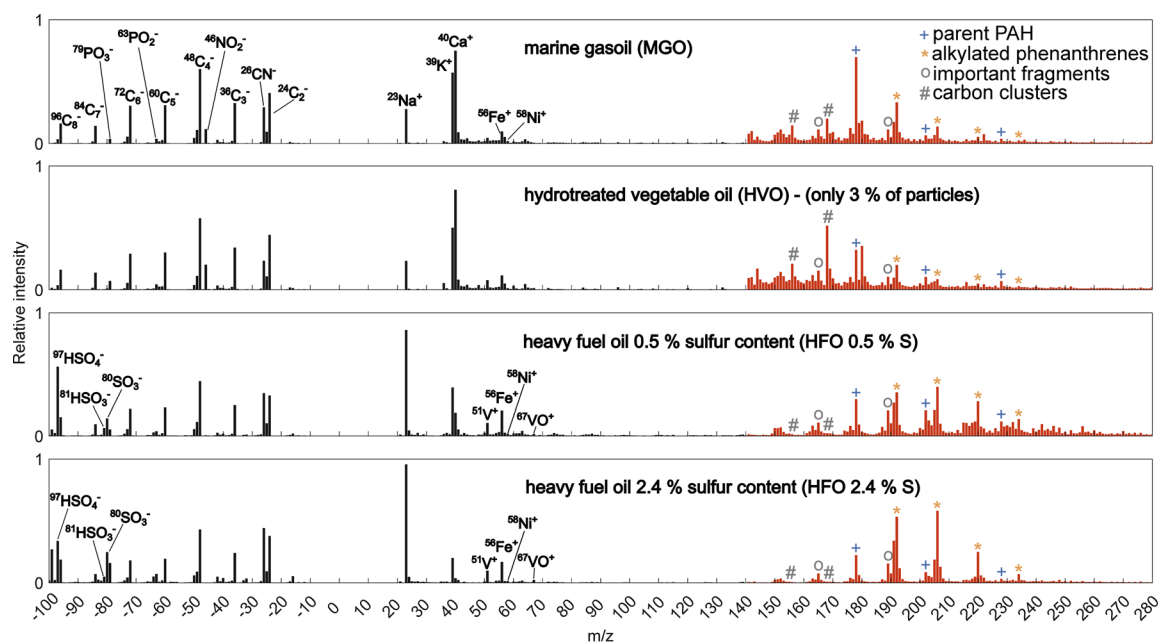 1
marine gasoil (MGO)
+ parent PAH
* alkylated phenanthrenes
o important fragments
# carbon clusters
⁹⁶C₈⁻
⁸⁴C₇⁻
⁷⁹PO₃⁻
⁷²C₆⁻
⁶³PO₂⁻
⁶⁰C₅⁻
⁴⁸C₄⁻
⁴⁶NO₂⁻
³⁶C₃⁻
²⁶CN⁻
²⁴C₂⁻
²³Na⁺
³⁹K⁺
⁴⁰Ca⁺
⁵⁶Fe⁺
⁵⁸Ni⁺
# o # + o * + * * + *
0
1
hydrotreated vegetable oil (HVO) - (only 3 % of particles)
# o # + o * + * * + *
0
1
heavy fuel oil 0.5 % sulfur content (HFO 0.5 % S)
⁹⁷HSO₄⁻
⁸¹HSO₃⁻
⁸⁰SO₃⁻
⁵¹V⁺
⁵⁶Fe⁺
⁵⁸Ni⁺
⁶⁷VO⁺
# o # + o * + * * + *
0
1
heavy fuel oil 2.4 % sulfur content (HFO 2.4 % S)
⁹⁷HSO₄⁻
⁸¹HSO₃⁻
⁸⁰SO₃⁻
⁵¹V⁺
⁵⁶Fe⁺
⁵⁸Ni⁺
⁶⁷VO⁺
# o # + o * + * * + *
0
Relative intensity
-100 -90 -80 -70 -60 -50 -40 -30 -20 -10 0 10 20 30 40 50 60 70 80 90 100 110 120 130 140 150 160 170 180 190 200 210 220 230 240 250 260 270 280
m/z